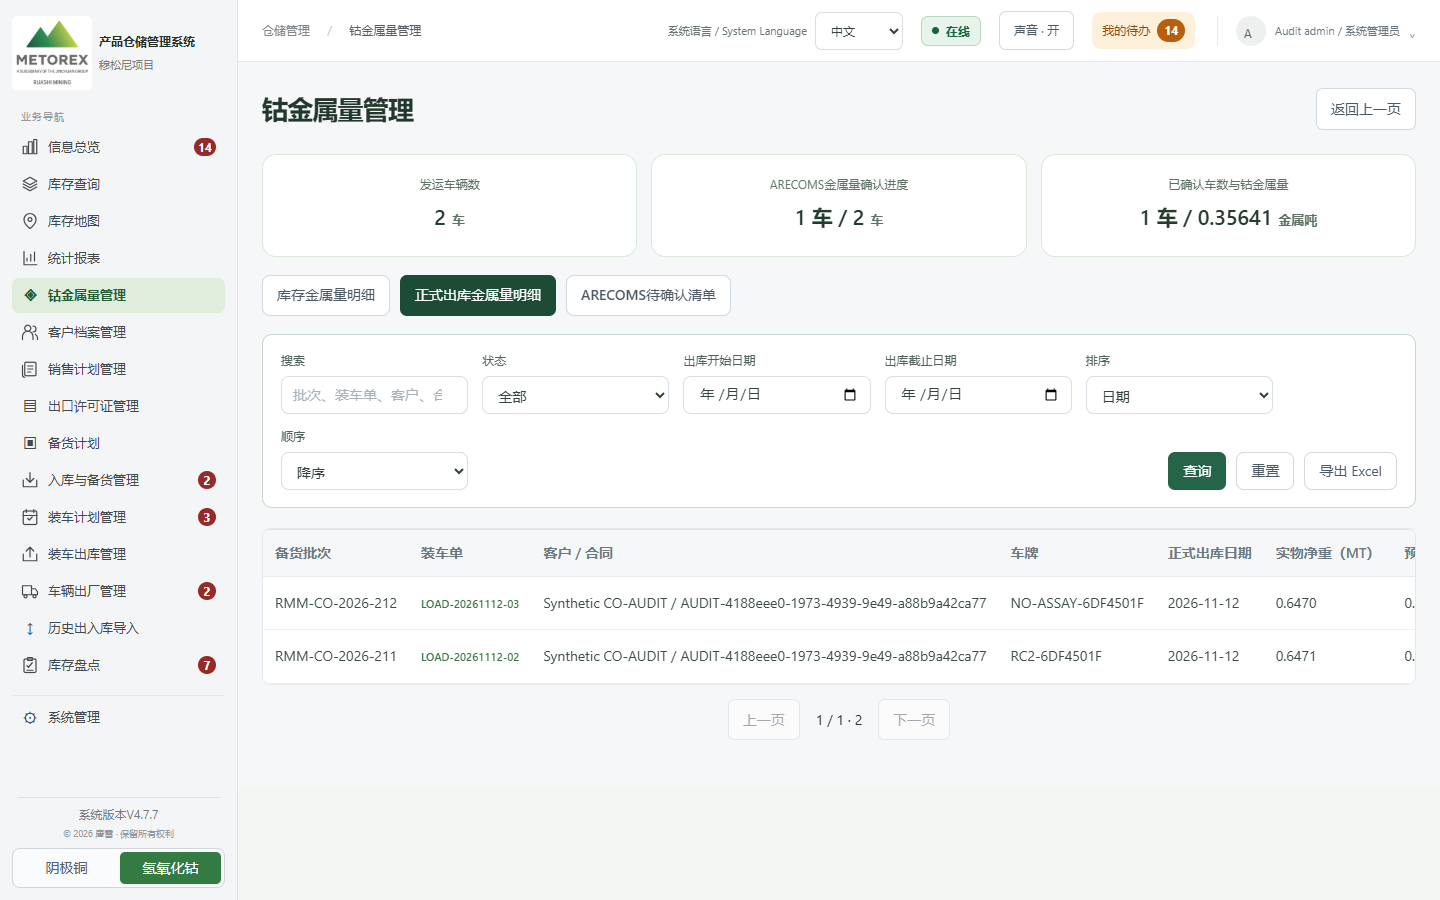 METOREX
A SUBSIDIARY OF THE JINCHUAN GROUP
RUASHI MINING
产品仓储管理系统
穆松尼项目
业务导航
信息总览 14
库存查询
库存地图
统计报表
钴金属量管理
客户档案管理
销售计划管理
出口许可证管理
备货计划
入库与备货管理 2
装车计划管理 3
装车出库管理
车辆出厂管理 2
历史出入库导入
库存盘点 7
系统管理
系统版本V4.7.7
© 2026 · 保留所有权利
阴极铜 氢氧化钴
仓储管理 / 钴金属量管理
系统语言 / System Language 中文 在线 声音 · 开 我的待办 14 A Audit admin / 系统管理员
钴金属量管理
返回上一页
发运车辆数
2 车
ARECOMS金属量确认进度
1 车 / 2 车
已确认车数与钴金属量
1 车 / 0.35641 金属吨
库存金属量明细 正式出库金属量明细 ARECOMS待确认清单
搜索 状态 出库开始日期 出库截止日期 排序
批次、装车单、客户、合 全部 年 /月/日 年 /月/日 日期
顺序
降序 查询 重置 导出 Excel
备货批次 装车单 客户 / 合同 车牌 正式出库日期 实物净重（MT） 预
RMM-CO-2026-212 LOAD-20261112-03 Synthetic CO-AUDIT / AUDIT-4188eee0-1973-4939-9e49-a88b9a42ca77 NO-ASSAY-6DF4501F 2026-11-12 0.6470 0.
RMM-CO-2026-211 LOAD-20261112-02 Synthetic CO-AUDIT / AUDIT-4188eee0-1973-4939-9e49-a88b9a42ca77 RC2-6DF4501F 2026-11-12 0.6471 0.
上一页 1 / 1 · 2 下一页